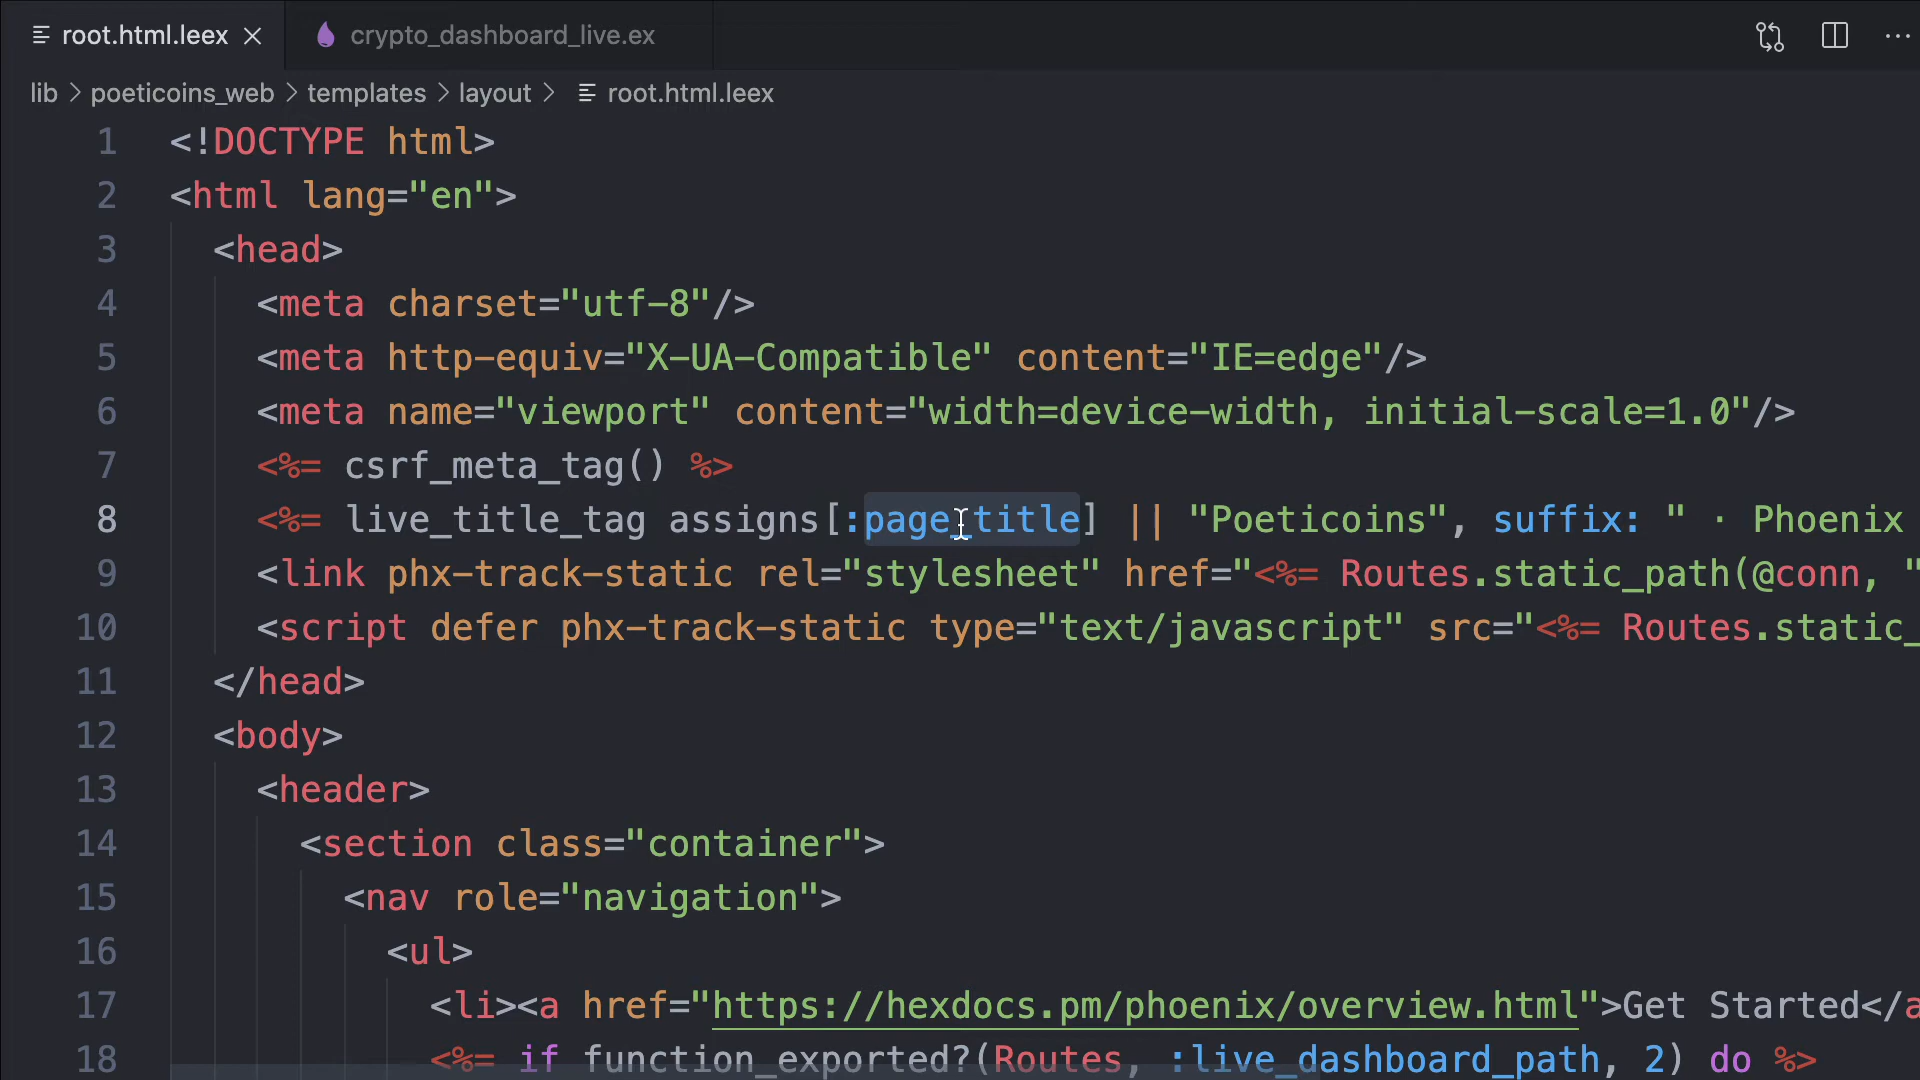 root.html.leex
crypto_dashboard_live.ex
lib > poeticoins_web > templates > layout > root.html.leex
1 <!DOCTYPE html>
2 <html lang="en">
3 <head>
4 <meta charset="utf-8"/>
5 <meta http-equiv="X-UA-Compatible" content="IE=edge"/>
6 <meta name="viewport" content="width=device-width, initial-scale=1.0"/>
7 <%= csrf_meta_tag() %>
8 <%= live_title_tag assigns[:page_title] || "Poeticoins", suffix: " · Phoenix
9 <link phx-track-static rel="stylesheet" href="<%= Routes.static_path(@conn, "
10 <script defer phx-track-static type="text/javascript" src="<%= Routes.static_
11 </head>
12 <body>
13 <header>
14 <section class="container">
15 <nav role="navigation">
16 <ul>
17 <li><a href="https://hexdocs.pm/phoenix/overview.html">Get Started</a
18 <%= if function_exported?(Routes, :live_dashboard_path, 2) do %>